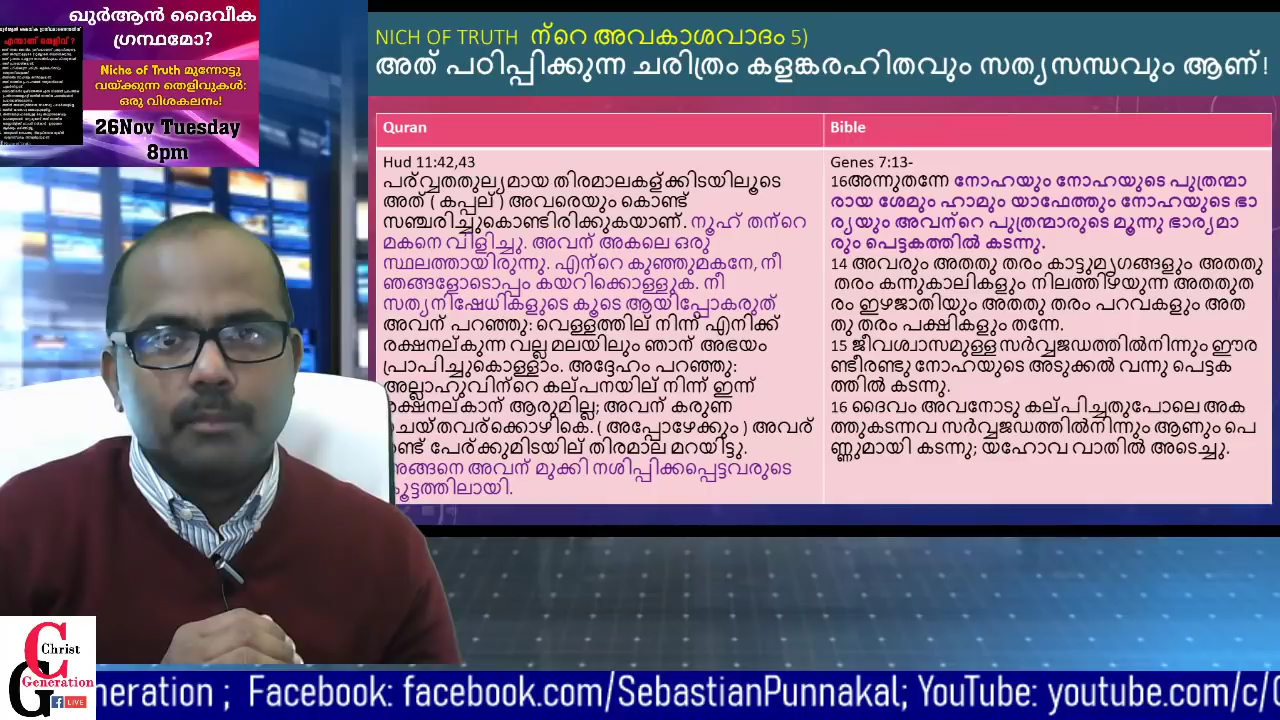 ഖുർആൻ ദൈവീക
ഗ്രന്ഥമോ?
എന്താണ് തെളിവ് ?
Niche of Truth മുന്നോട്ടു
വയ്ക്കുന്ന തെളിവുകൾ:
ഒരു വിശകലനം!
26Nov Tuesday
8pm
NICH OF TRUTH ന്റെ അവകാശവാദം 5)
അത് പഠിപ്പിക്കുന്ന ചരിത്രം കളങ്കരഹിതവും സത്യസന്ധവും ആണ് !
Quran
Hud 11:42,43
പര്വ്വതതുല്യമായ തിരമാലകള്ക്കിടയിലൂടെ
അത് ( കപ്പല് ) അവരെയും കൊണ്ട്
സഞ്ചരിച്ചുകൊണ്ടിരിക്കുകയാണ്. നൂഹ് തന്റെ
മകനെ വിളിച്ചു. അവന് അകലെ ഒരു
സ്ഥലത്തായിരുന്നു. എന്റെ കുഞ്ഞുമകനേ, നീ
ഞങ്ങളോടൊപ്പം കയറിക്കൊള്ളുക. നീ
സത്യനിഷേധികളുടെ കൂടെ ആയിപ്പോകരുത്
അവന് പറഞ്ഞു: വെള്ളത്തില് നിന്ന് എനിക്ക്
രക്ഷനല്കുന്ന വല്ല മലയിലും ഞാന് അഭയം
പ്രാപിച്ചുകൊള്ളാം. അദ്ദേഹം പറഞ്ഞു:
അല്ലാഹുവിന്റെ കല്പനയില് നിന്ന് ഇന്ന്
രക്ഷനല്കാന് ആരുമില്ല; അവന് കരുണ
ചെയ്തവര്ക്കൊഴികെ. ( അപ്പോഴേക്കും ) അവര്
രണ്ട് പേര്ക്കുമിടയില് തിരമാല മറയിട്ടു.
അങ്ങനെ അവന് മുക്കി നശിപ്പിക്കപ്പെട്ടവരുടെ
കൂട്ടത്തിലായി.
Bible
Genes 7:13-
16അന്നുതന്നേ നോഹയും നോഹയുടെ പുത്രന്മാ
രായ ശേമും ഹാമും യാഫേത്തും നോഹയുടെ ഭാ
ര്യയും അവന്റെ പുത്രന്മാരുടെ മൂന്നു ഭാര്യമാ
രും പെട്ടകത്തിൽ കടന്നു.
14 അവരും അതതു തരം കാട്ടുമൃഗങ്ങളും അതതു
തരം കന്നുകാലികളും നിലത്തിഴയുന്ന അതതുത
രം ഇഴജാതിയും അതതു തരം പറവകളും അത
തു തരം പക്ഷികളും തന്നേ.
15 ജീവശ്വാസമുള്ള സർവ്വജഡത്തിൽനിന്നും ഈര
ണ്ടീരണ്ടു നോഹയുടെ അടുക്കൽ വന്നു പെട്ടക
ത്തിൽ കടന്നു.
16 ദൈവം അവനോടു കല്പിച്ചതുപോലെ അക
ത്തുകടന്നവ സർവ്വജഡത്തിൽനിന്നും ആണും പെ
ണ്ണുമായി കടന്നു; യഹോവ വാതിൽ അടെച്ചു.
Christ
Generation
LIVE
neration ; Facebook: facebook.com/SebastianPunnakal; YouTube: youtube.com/c/